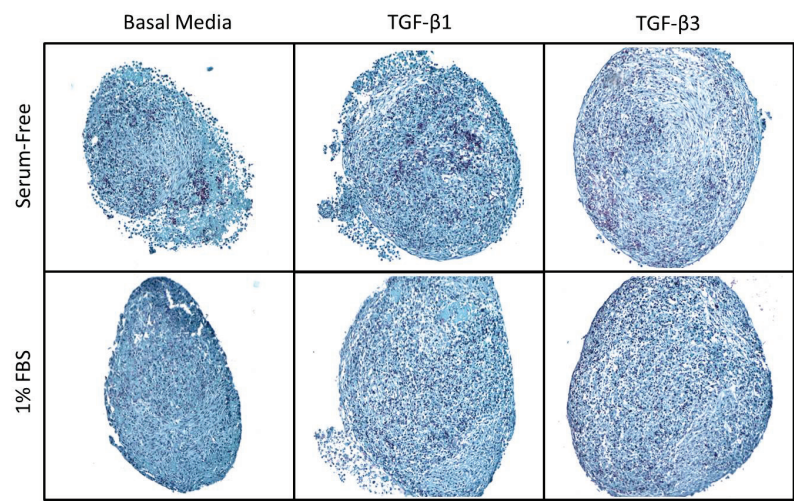 Basal Media
TGF-β1
TGF-β3
Serum-Free
1% FBS